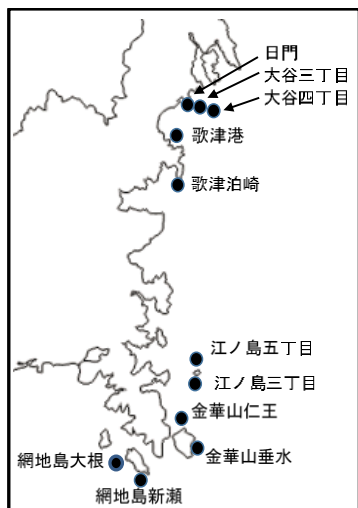 日門
大谷三丁目
大谷四丁目
歌津港
歌津泊崎
江ノ島五丁目
江ノ島三丁目
金華山仁王
金華山垂水
網地島大根
網地島新瀬